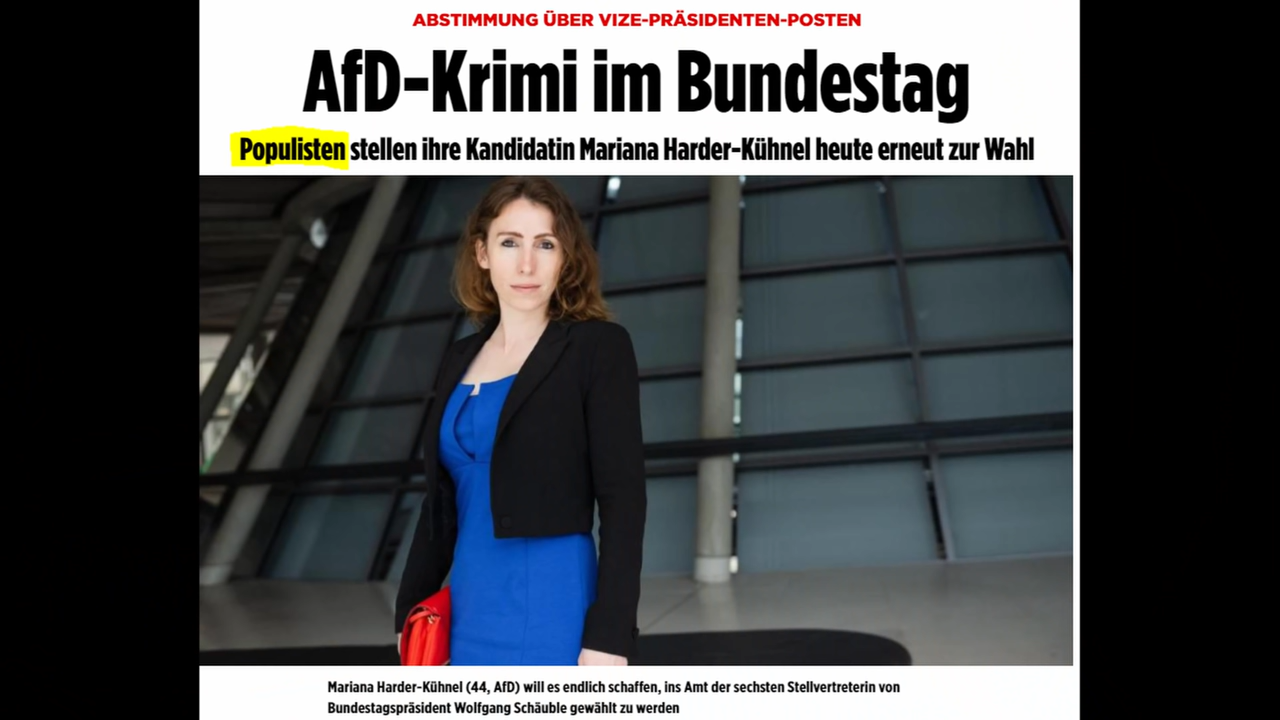 ABSTIMMUNG ÜBER VIZE-PRÄSIDENTEN-POSTEN
AfD-Krimi im Bundestag
Populisten stellen ihre Kandidatin Mariana Harder-Kühnel heute erneut zur Wahl
Mariana Harder-Kühnel (44, AfD) will es endlich schaffen, ins Amt der sechsten Stellvertreterin von
Bundestagspräsident Wolfgang Schäuble gewählt zu werden